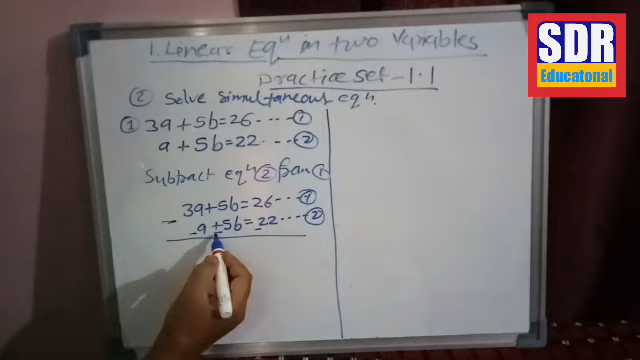 1. Linear Eqⁿ in two Variables
Practice set - 1.1
② Solve simultaneous eqⁿ.
① 3a + 5b = 26 ---- ①
a + 5b = 22 ---- ②
Subtract eqⁿ ② from ①
3a + 5b = 26 --- ①
- a + 5b = 22 ---- ②
- - -
SDR
Educatonal